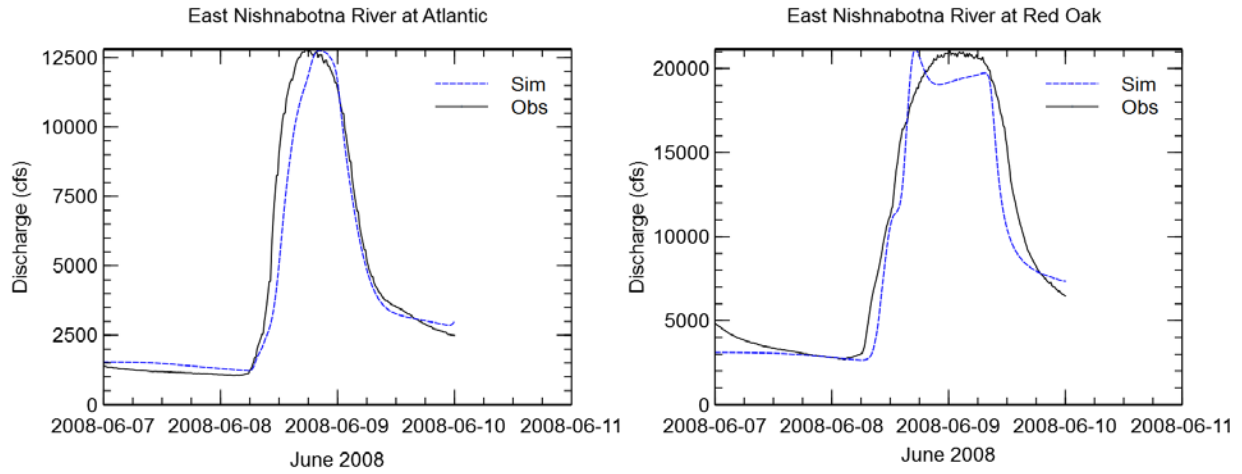 East Nishnabotna River at Atlantic
12500
10000
7500
5000
2500
0
Discharge (cfs)
Sim
Obs
2008-06-07 2008-06-08 2008-06-09 2008-06-10 2008-06-11
June 2008
East Nishnabotna River at Red Oak
20000
15000
10000
5000
0
Discharge (cfs)
Sim
Obs
2008-06-07 2008-06-08 2008-06-09 2008-06-10 2008-06-11
June 2008